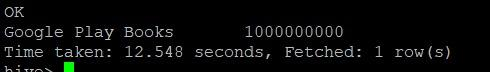 OK
Google Play Books       1000000000
Time taken: 12.548 seconds, Fetched: 1 row(s)
hive>